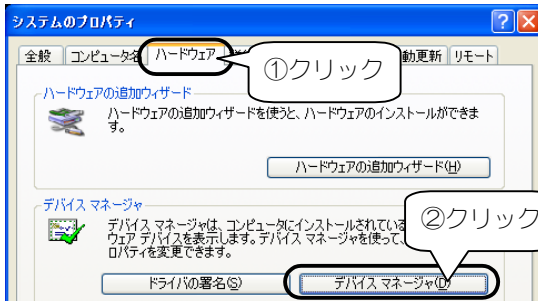 システムのプロパティ
全般 コンピュータ名 ハードウェア 動更新 リモート
①クリック
ハードウェアの追加ウィザード
ハードウェアの追加ウィザードを使うと、ハードウェアのインストールができま
す。
ハードウェアの追加ウィザード(H)
デバイス マネージャ
デバイス マネージャは、コンピュータにインストールされている
ウェア デバイスを表示します。デバイス マネージャを使って、
ロパティを変更できます。
②クリック
ドライバの署名(S) デバイス マネージャ(D)